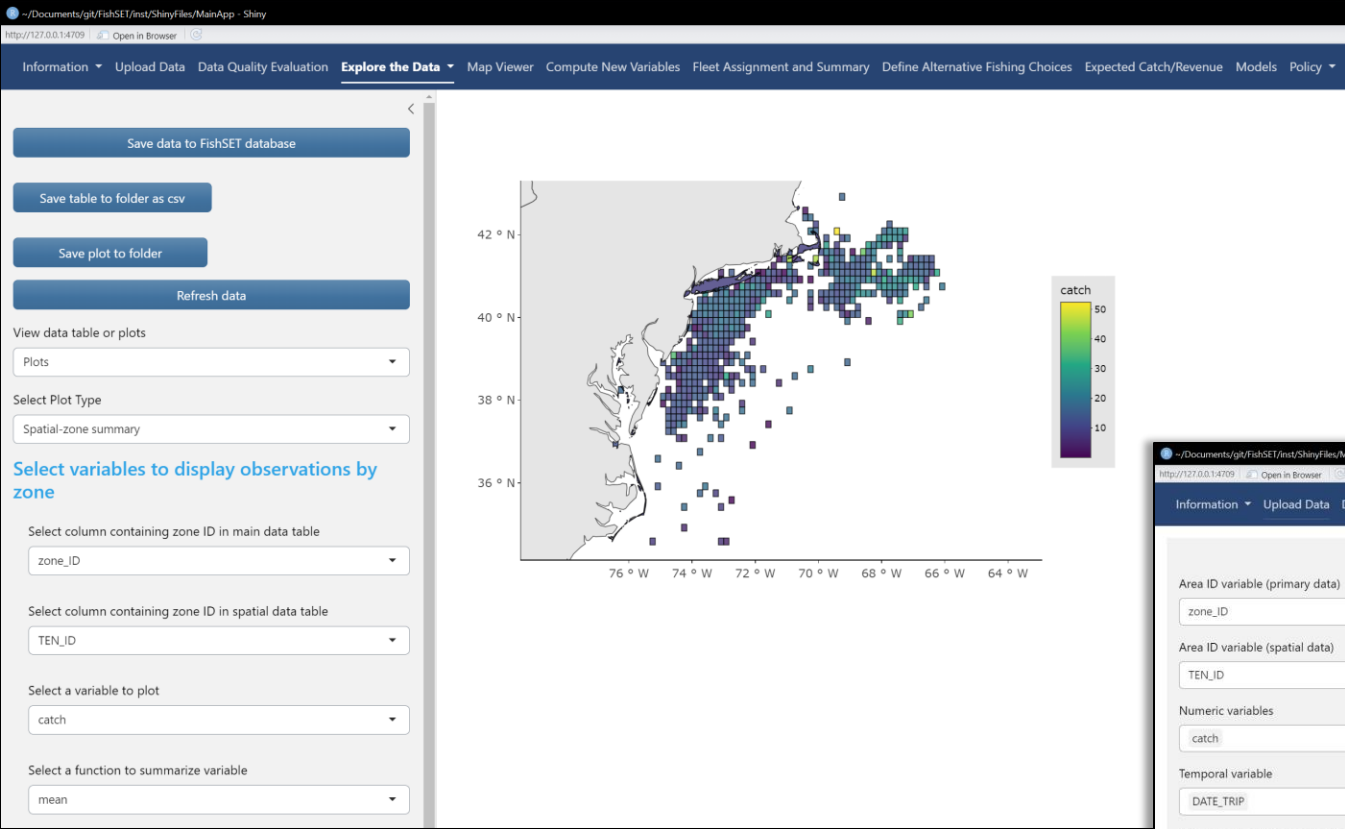 ~/Documents/git/FishSET/inst/ShinyFiles/MainApp - Shiny
http://127.0.0.1:4709 Open in Browser
Information Upload Data Data Quality Evaluation Explore the Data Map Viewer Compute New Variables Fleet Assignment and Summary Define Alternative Fishing Choices Expected Catch/Revenue Models Policy
Save data to FishSET database
Save table to folder as csv
Save plot to folder
Refresh data
View data table or plots
Plots
Select Plot Type
Spatial-zone summary
Select variables to display observations by
zone
Select column containing zone ID in main data table
zone_ID
Select column containing zone ID in spatial data table
TEN_ID
Select a variable to plot
catch
Select a function to summarize variable
mean
42 ° N
40 ° N
38 ° N
36 ° N
76 ° W 74 ° W 72 ° W 70 ° W 68 ° W 66 ° W 64 ° W
catch
50
40
30
20
10
~/Documents/git/FishSET/inst/ShinyFiles/M
http://127.0.0.1:4709 Open in Browser
Information Upload Data D
Area ID variable (primary data)
zone_ID
Area ID variable (spatial data)
TEN_ID
Numeric variables
catch
Temporal variable
DATE_TRIP